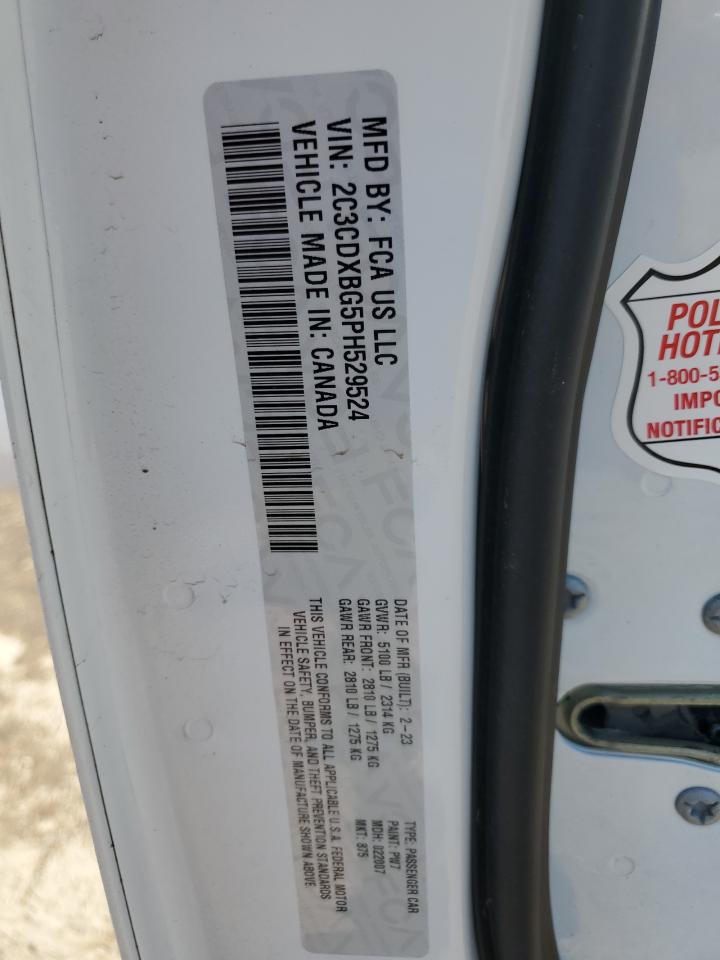 MFD BY: FCA US LLC
VIN: 2C3CDXBG5PH529524
VEHICLE MADE IN: CANADA
DATE OF MFR (BUILT): 2-23
GVWR: 5100 LB / 2314 KG
GAWR FRONT: 2810 LB / 1275 KG
GAWR REAR: 2810 LB / 1275 KG
TYPE: PASSENGER CAR
PAINT: PW7
MDH: 022007
MKT: 875
THIS VEHICLE CONFORMS TO ALL APPLICABLE U.S.A. FEDERAL MOTOR
VEHICLE SAFETY, BUMPER, AND THEFT PREVENTION STANDARDS
IN EFFECT ON THE DATE OF MANUFACTURE SHOWN ABOVE.
POL
HOT
1-800-5
IMPO
NOTIFIC